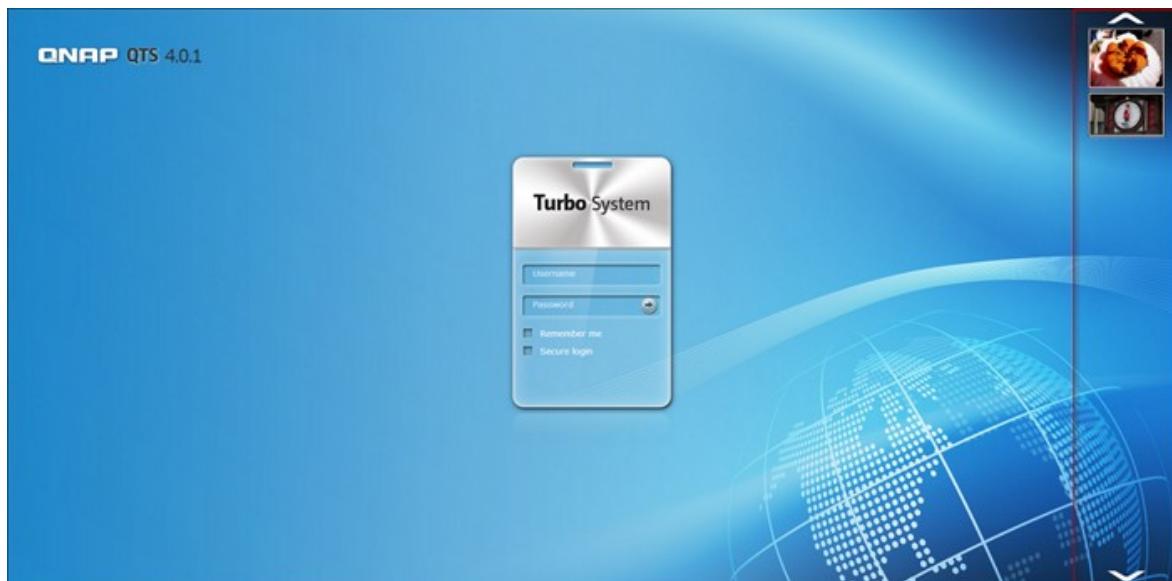 QNAP QTS 4.0.1
Turbo System
Username
Password
Remember me
Secure login